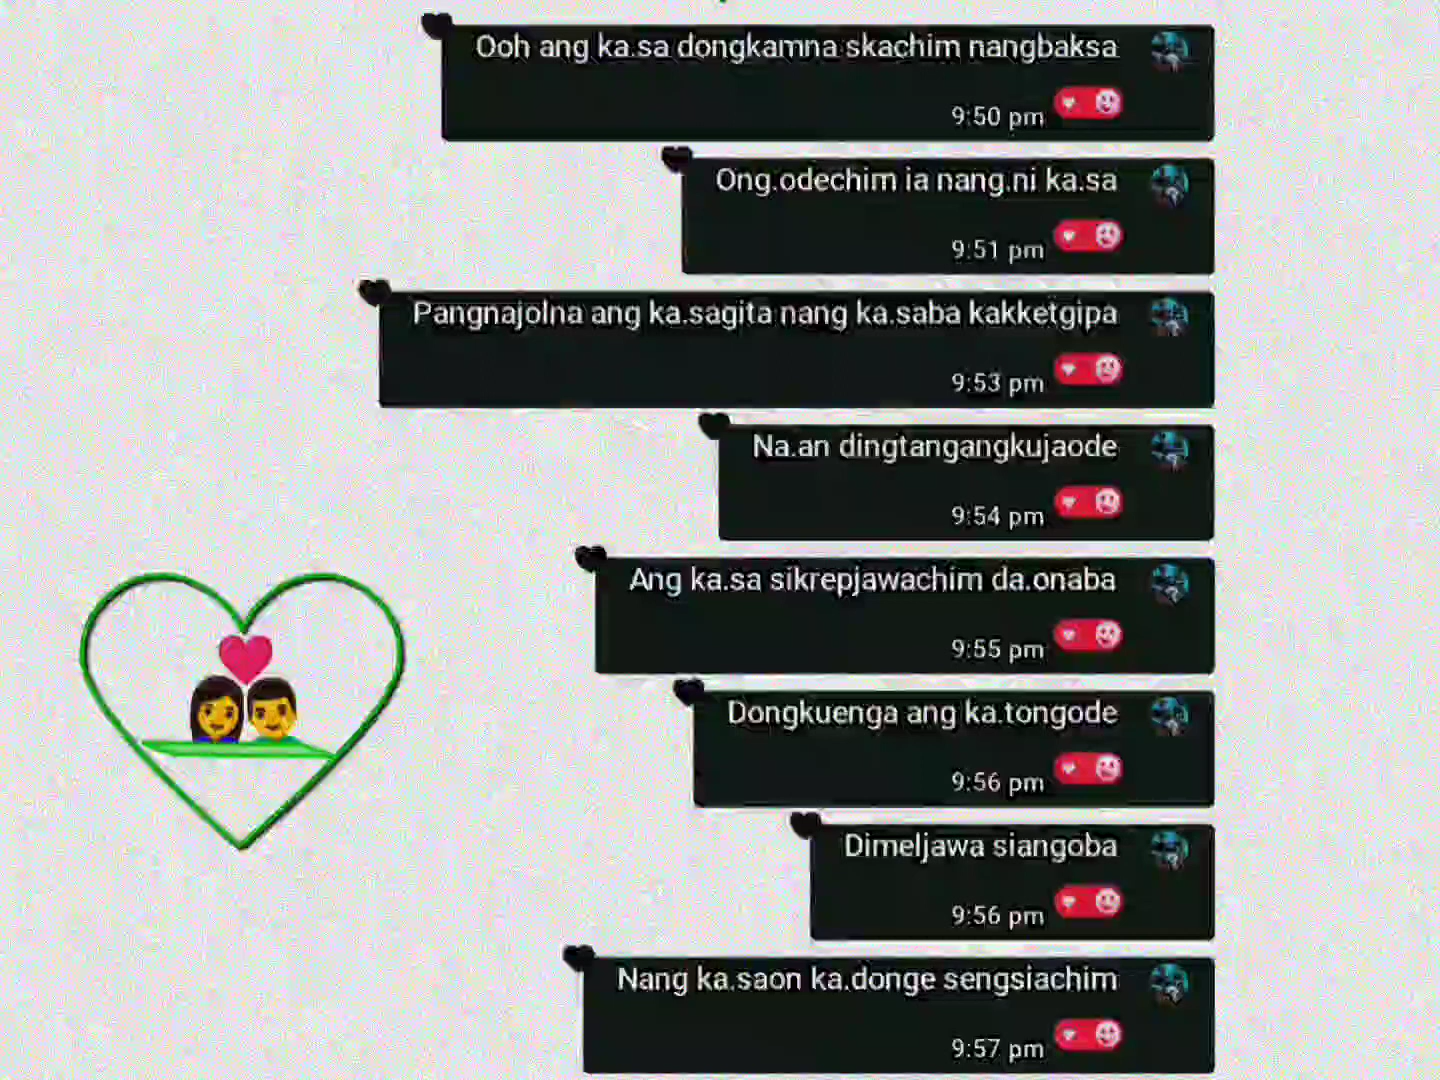 Ooh ang ka.sa dongkamna skachim nangbaksa
9:50 pm
Ong.odechim ia nang.ni ka.sa
9:51 pm
Pangnajolna ang ka.sagita nang ka.saba kakketgipa
9:53 pm
Na.an dingtangangkujaode
9:54 pm
Ang ka.sa sikrepjawachim da.onaba
9:55 pm
Dongkuenga ang ka.tongode
9:56 pm
Dimeljawa siangoba
9:56 pm
Nang ka.saon ka.donge sengsiachim
9:57 pm